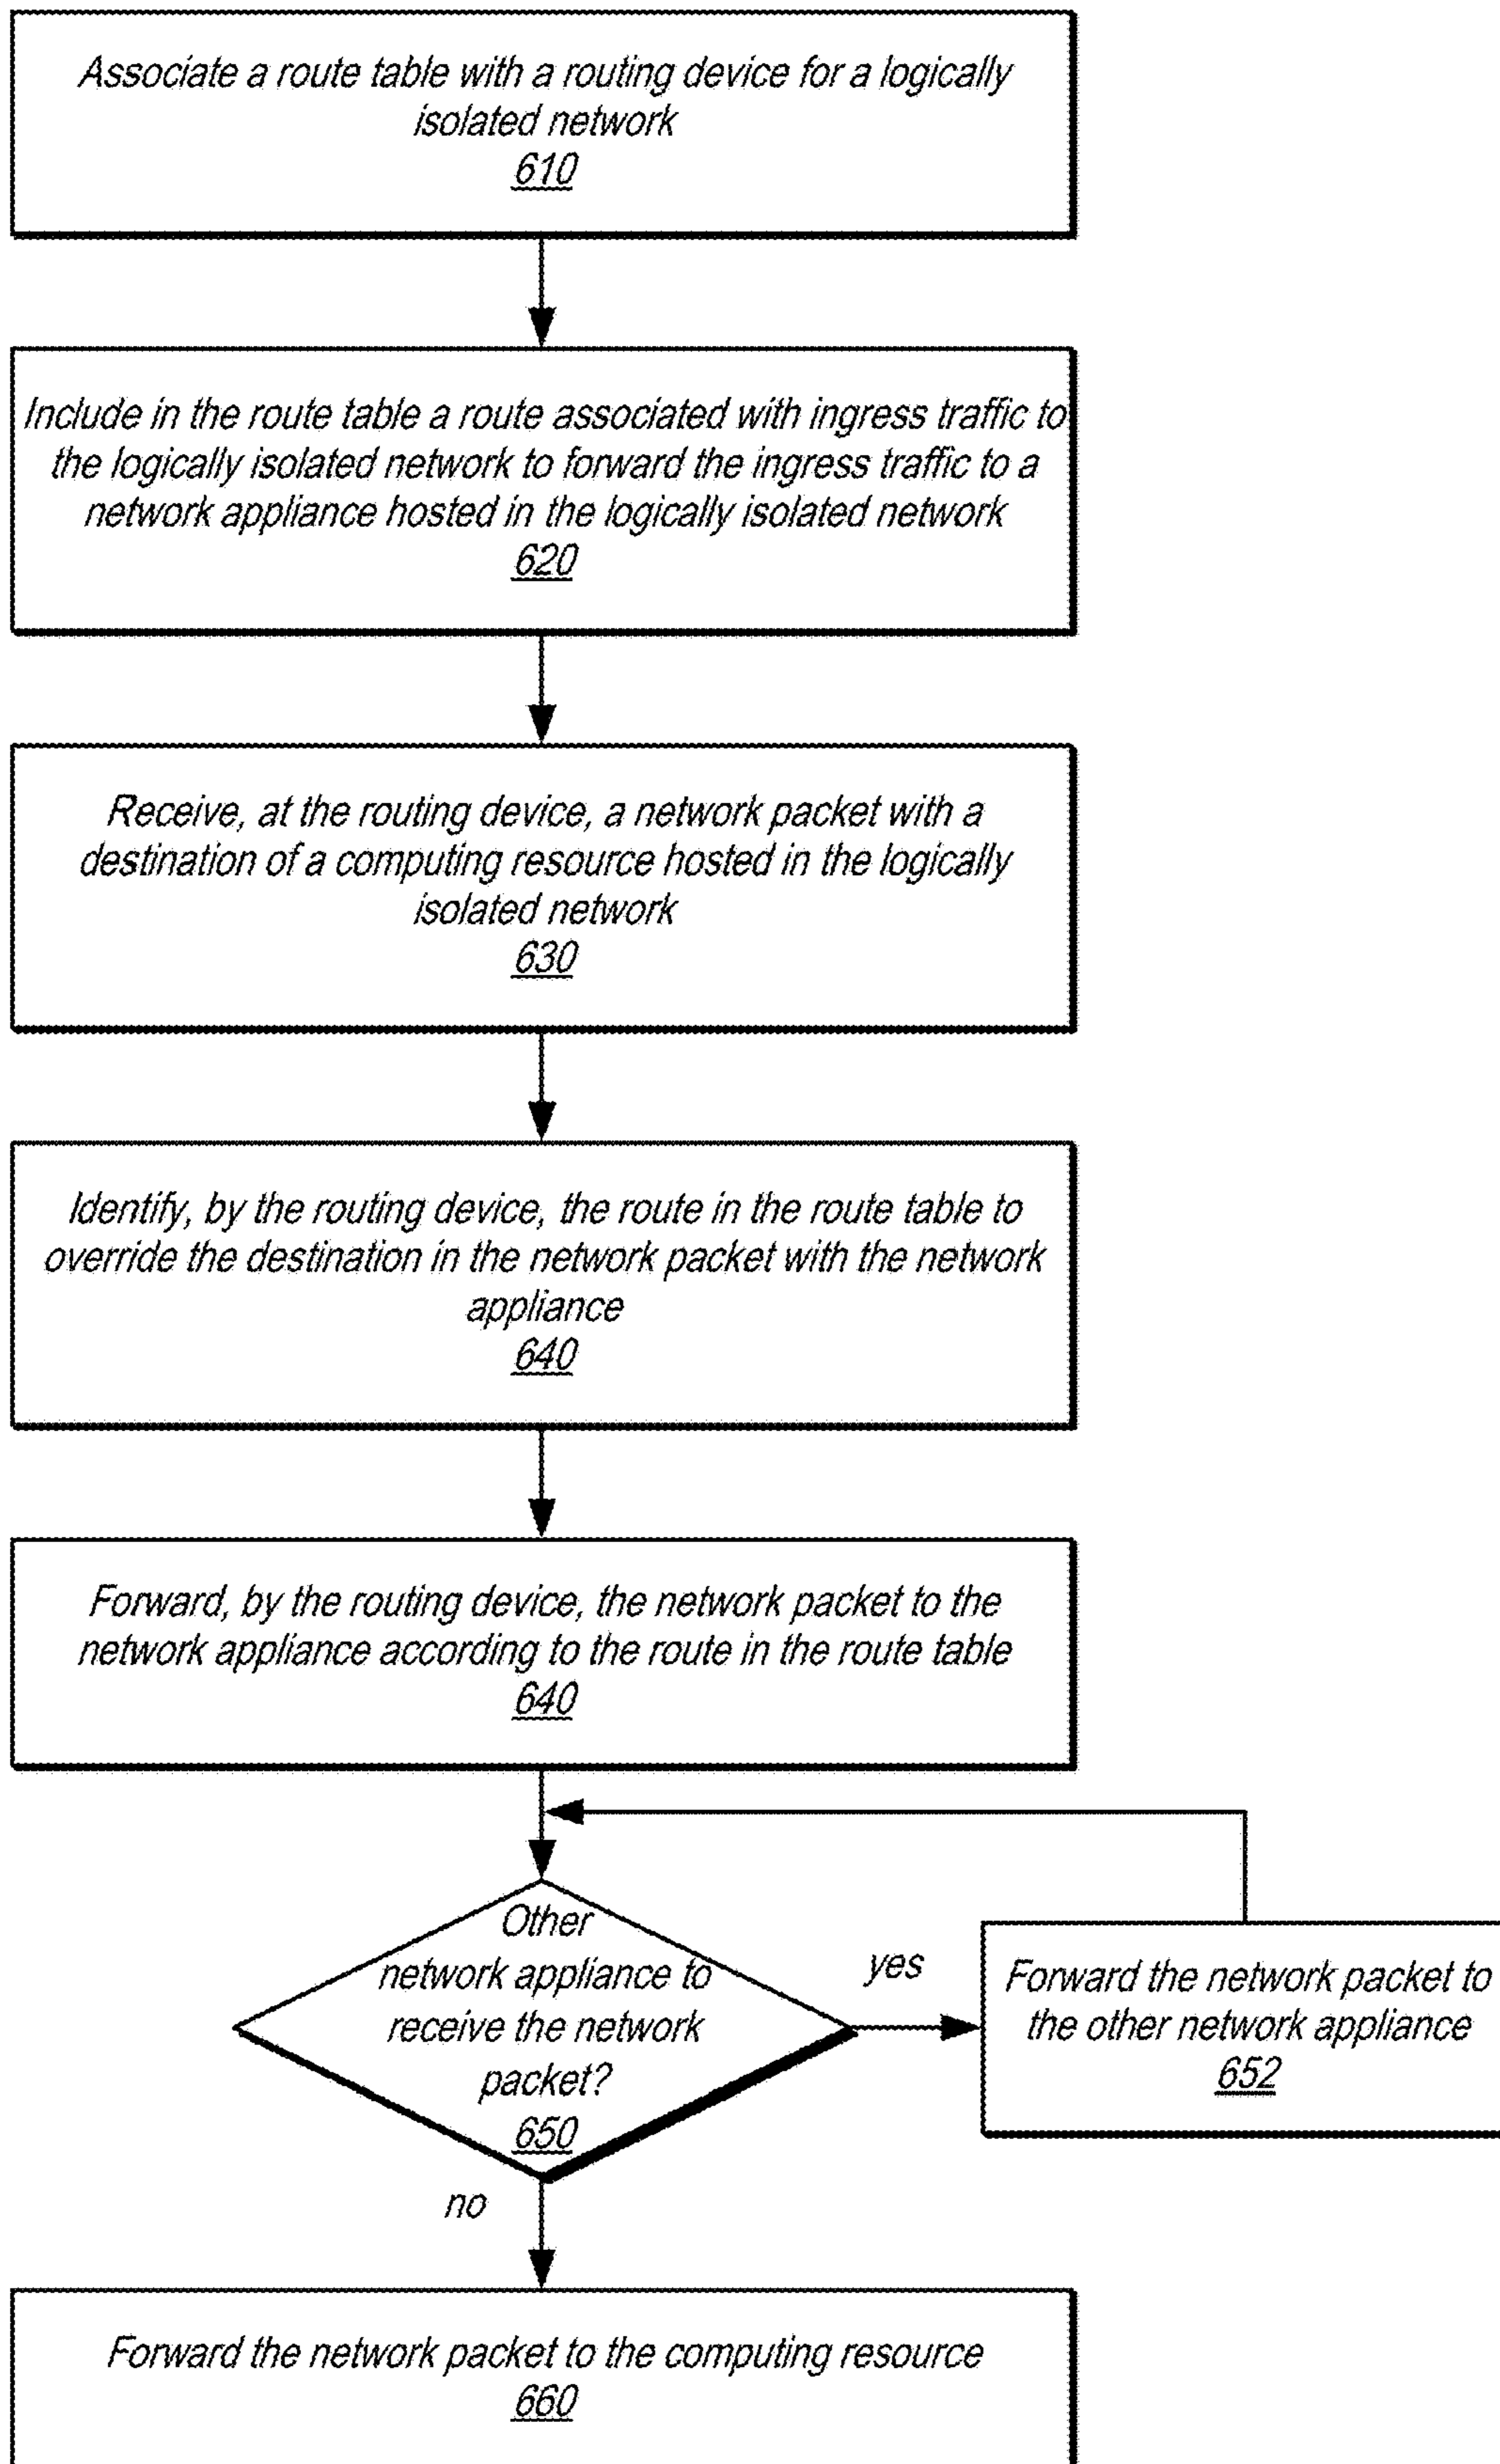 Associate a route table with a routing device for a logically
isolated network
610
Include in the route table a route associated with ingress traffic to
the logically isolated network to forward the ingress traffic to a
network appliance hosted in the logically isolated network
620
Receive, at the routing device, a network packet with a
destination of a computing resource hosted in the logically
isolated network
630
Identify, by the routing device, the route in the route table to
override the destination in the network packet with the network
appliance
640
Forward, by the routing device, the network packet to the
network appliance according to the route in the route table
640
Other
network appliance to
receive the network
packet?
650
yes
Forward the network packet to
the other network appliance
652
no
Forward the network packet to the computing resource
660